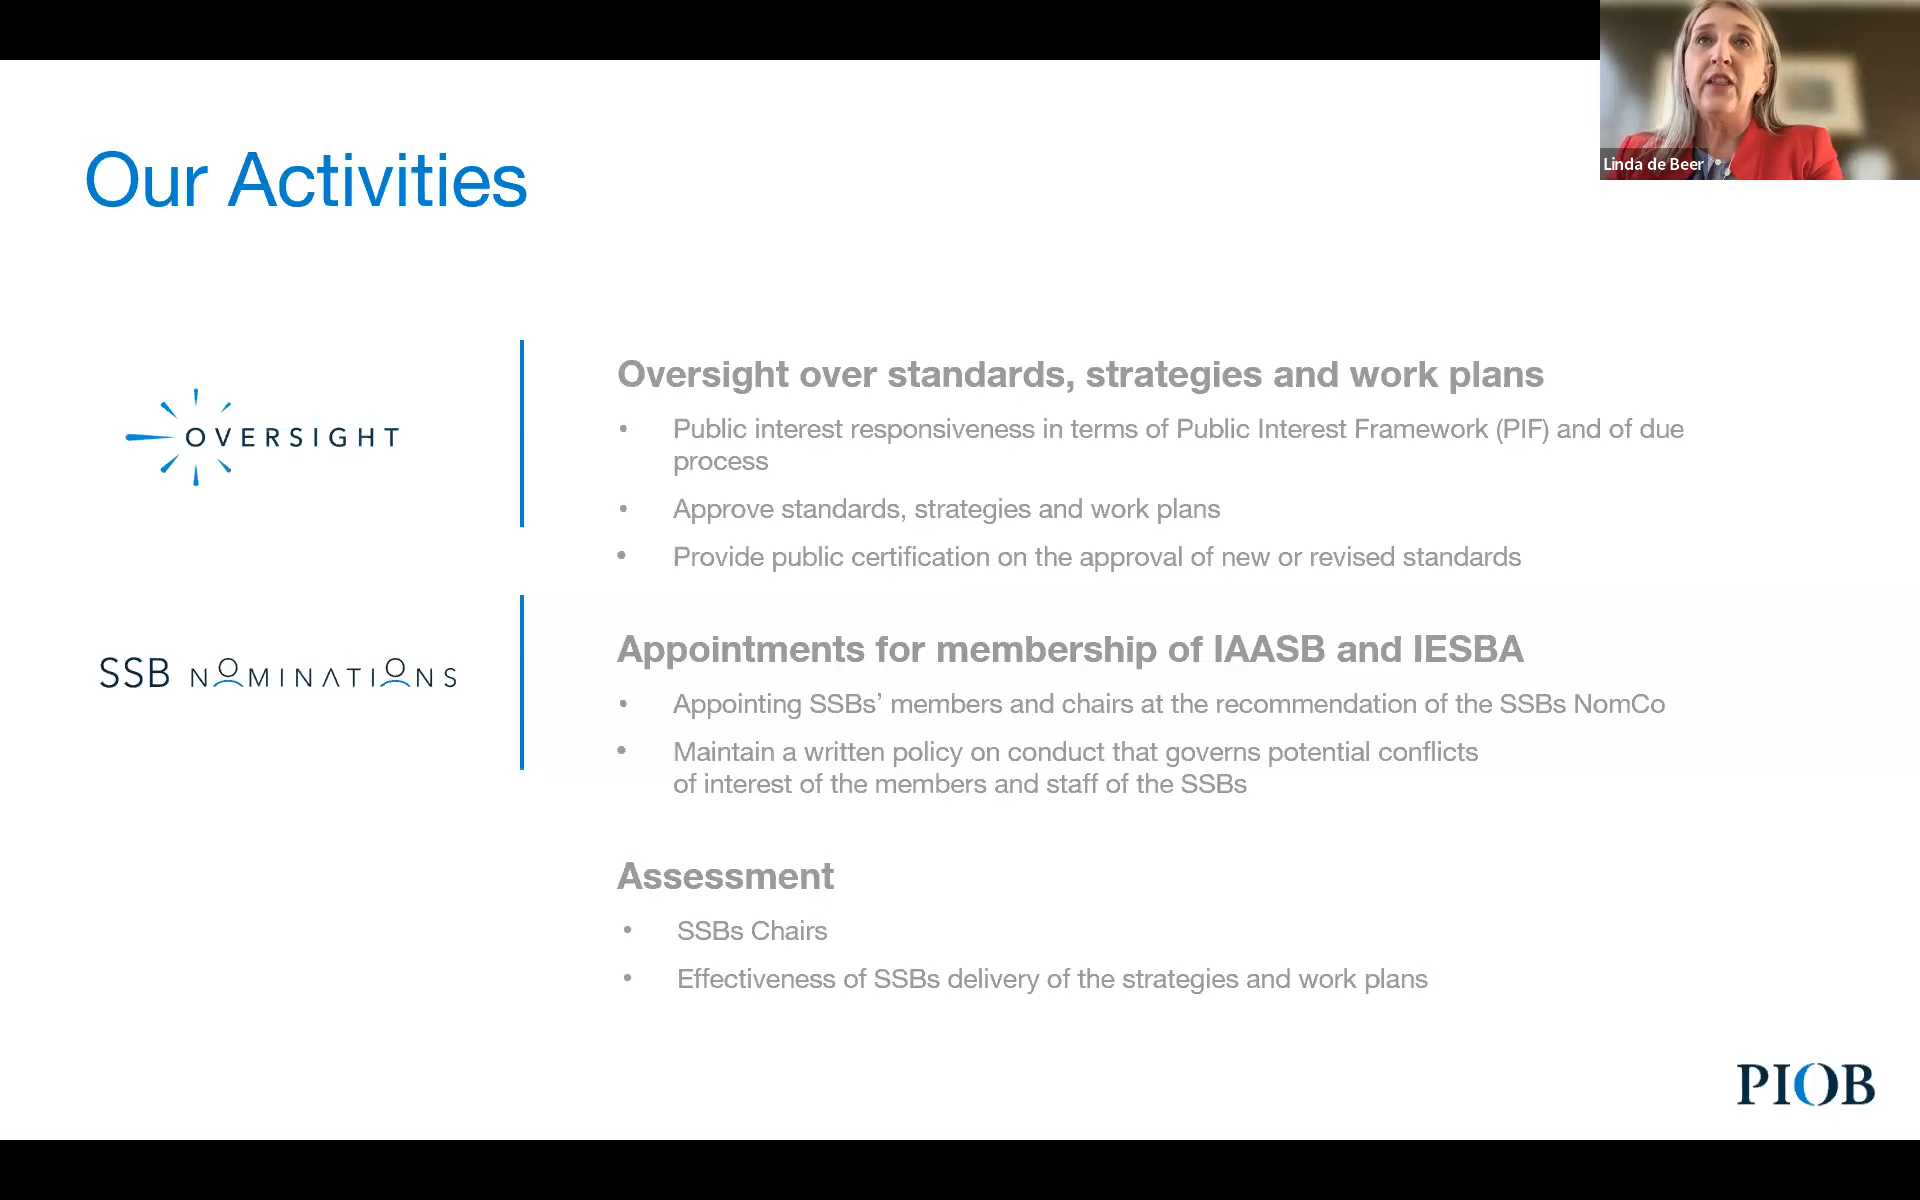 Linda de Beer
Our Activities
OVERSIGHT
Oversight over standards, strategies and work plans
• Public interest responsiveness in terms of Public Interest Framework (PIF) and of due
process
• Approve standards, strategies and work plans
• Provide public certification on the approval of new or revised standards
SSB NOMINATIONS
Appointments for membership of IAASB and IESBA
• Appointing SSBs’ members and chairs at the recommendation of the SSBs NomCo
• Maintain a written policy on conduct that governs potential conflicts
of interest of the members and staff of the SSBs
Assessment
• SSBs Chairs
• Effectiveness of SSBs delivery of the strategies and work plans
PIOB